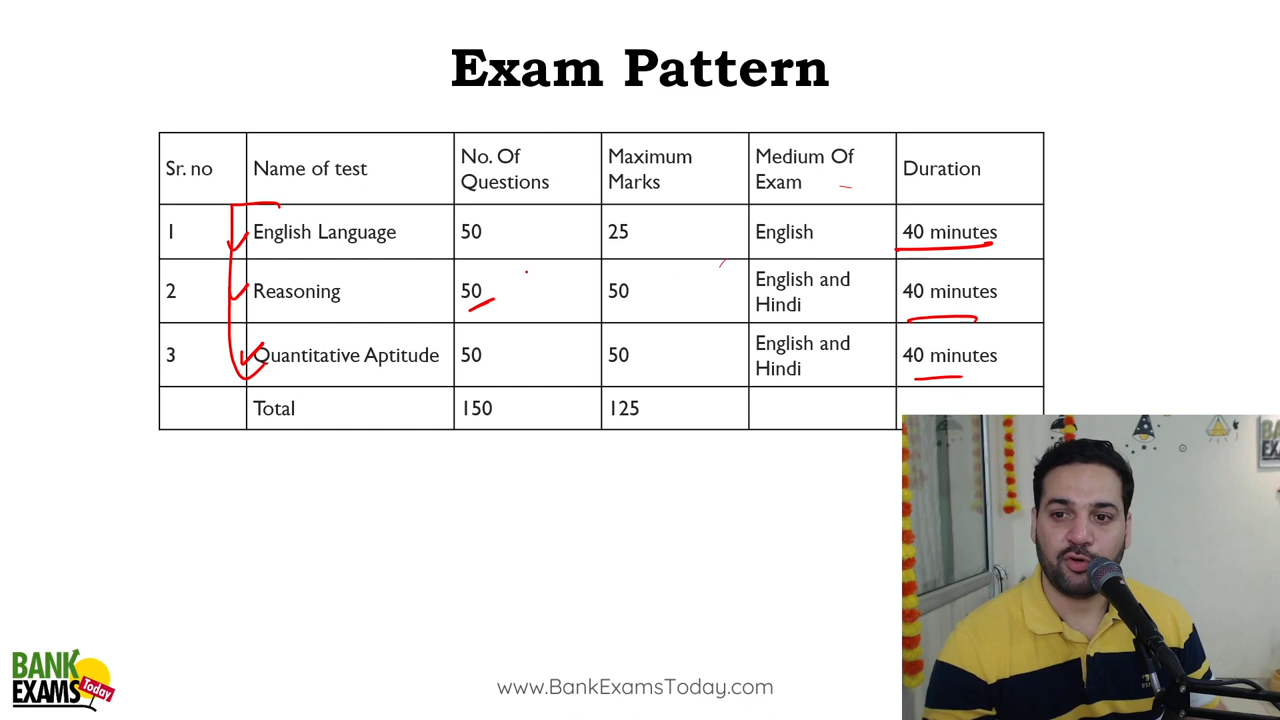 Exam Pattern
Sr. no Name of test No. Of Questions Maximum Marks Medium Of Exam Duration
1 English Language 50 25 English 40 minutes
2 Reasoning 50 50 English and Hindi 40 minutes
3 Quantitative Aptitude 50 50 English and Hindi 40 minutes
Total 150 125
BANK
EXAMS Today
www.BankExamsToday.com